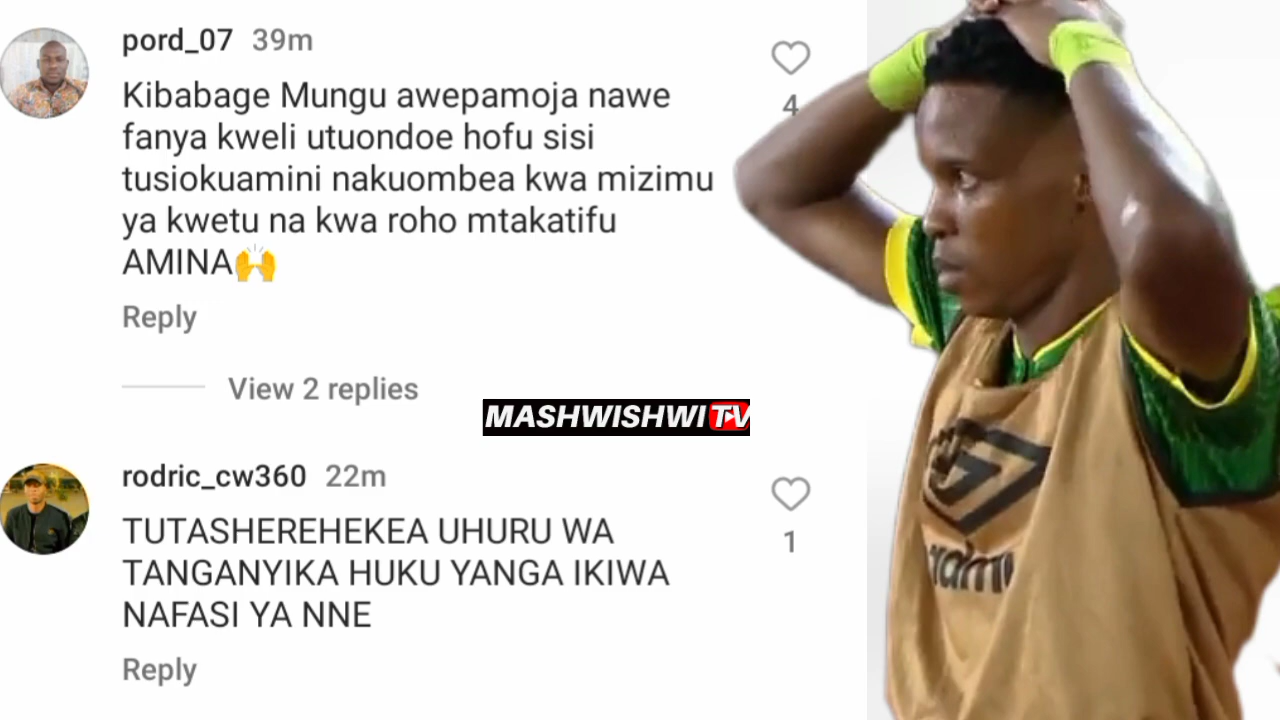 pord_07 39m
Kibabage Mungu awepamoja nawe
4
fanya kweli utuondoe hofu sisi
tusiokuamini nakuombea kwa mizimu
ya kwetu na kwa roho mtakatifu
AMINA🙌
Reply
View 2 replies
MASHWISHWI TV
rodric_cw360 22m
TUTASHEREHEKEA UHURU WA
TANGANYIKA HUKU YANGA IKIWA
1
NAFASI YA NNE
Reply